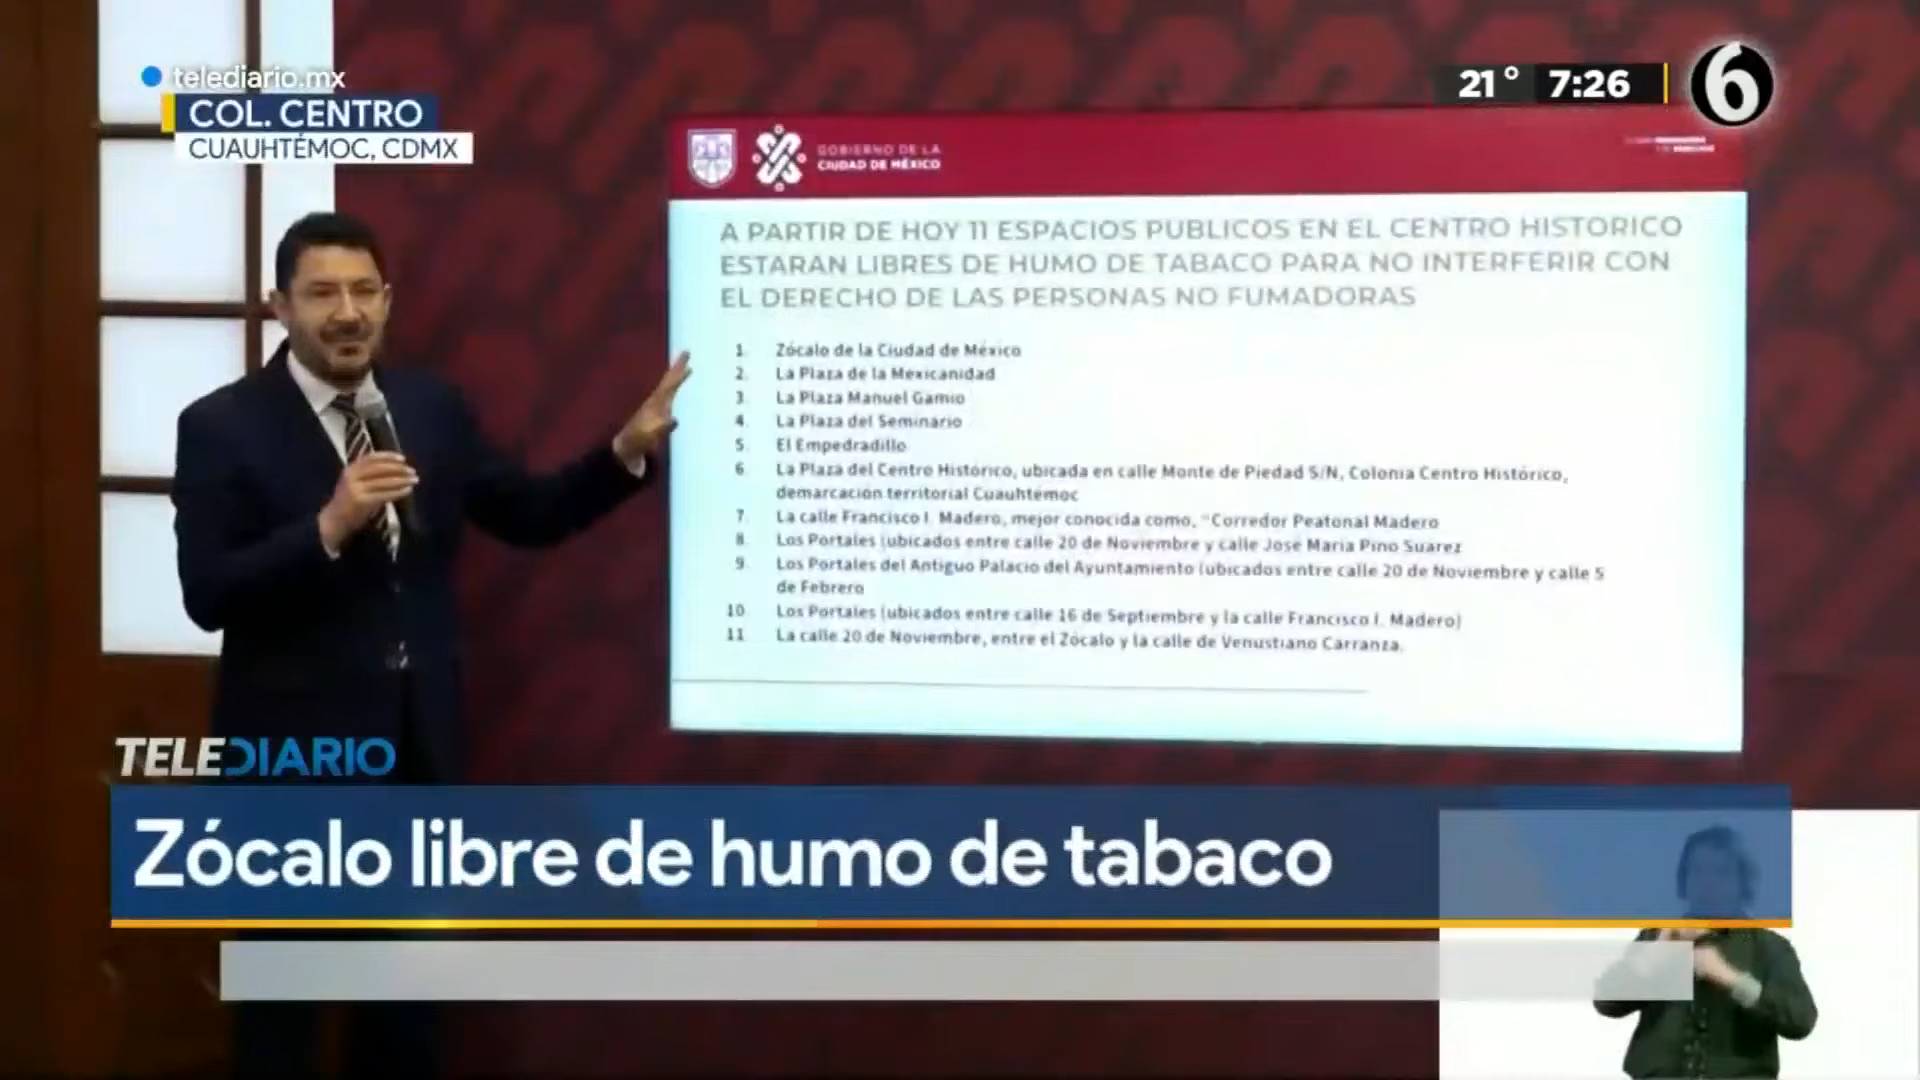 telediario.mx
COL. CENTRO
CUAUHTÉMOC, CDMX
21° 7:26
6
GOBIERNO DE LA
CIUDAD DE MÉXICO
A PARTIR DE HOY 11 ESPACIOS PUBLICOS EN EL CENTRO HISTORICO
ESTARAN LIBRES DE HUMO DE TABACO PARA NO INTERFERIR CON
EL DERECHO DE LAS PERSONAS NO FUMADORAS
1. Zócalo de la Ciudad de México
2. La Plaza de la Mexicanidad
3. La Plaza Manuel Gamio
4. La Plaza del Seminario
5. El Empedradillo
6. La Plaza del Centro Histórico, ubicada en calle Monte de Piedad S/N, Colonia Centro Histórico,
demarcación territorial Cuauhtémoc
7. La calle Francisco I. Madero, mejor conocida como, "Corredor Peatonal Madero
8. Los Portales (ubicados entre calle 20 de Noviembre y calle José María Pino Suárez
9. Los Portales del Antiguo Palacio del Ayuntamiento (ubicados entre calle 20 de Noviembre y calle 5
de Febrero
10. Los Portales (ubicados entre calle 16 de Septiembre y la calle Francisco I. Madero)
11. La calle 20 de Noviembre, entre el Zócalo y la calle de Venustiano Carranza.
TELEDIARIO
Zócalo libre de humo de tabaco